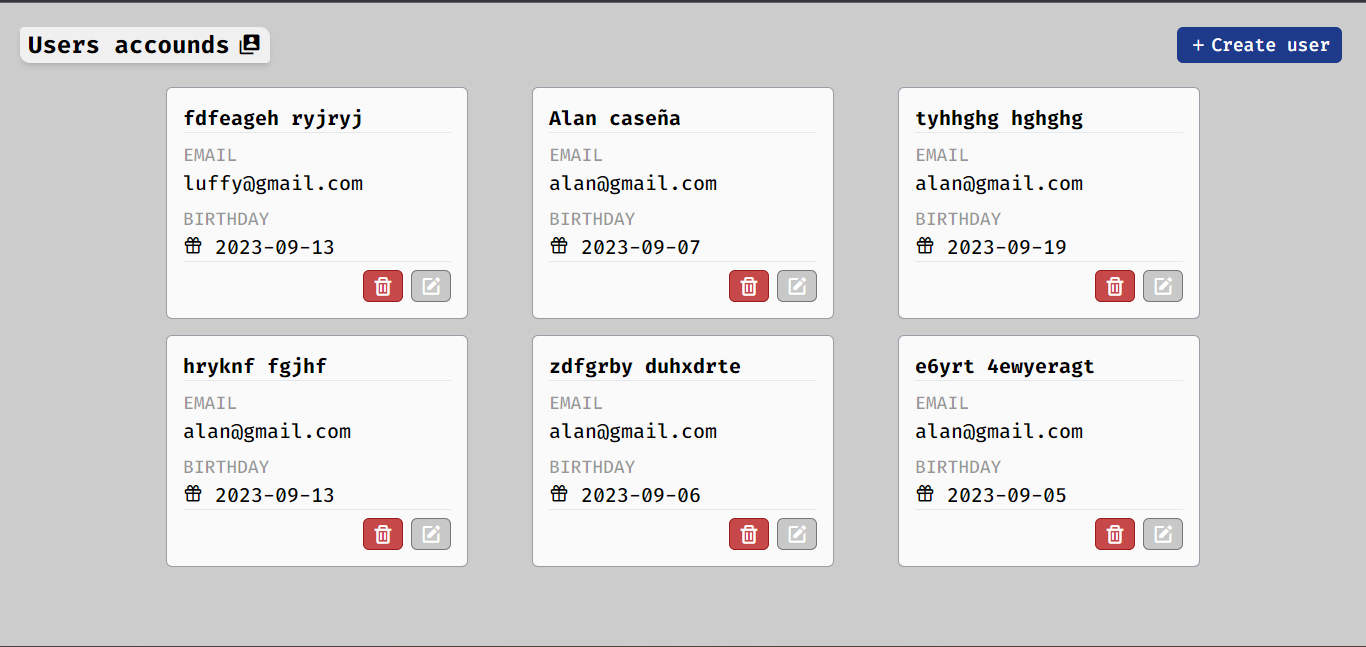 Users accounds
+ Create user
fdfeageh ryjryj
EMAIL
luffy@gmail.com
BIRTHDAY
2023-09-13
Alan caseña
EMAIL
alan@gmail.com
BIRTHDAY
2023-09-07
tyhhghg hghghg
EMAIL
alan@gmail.com
BIRTHDAY
2023-09-19
hryknf fgjhf
EMAIL
alan@gmail.com
BIRTHDAY
2023-09-13
zdfgrby duhxdrte
EMAIL
alan@gmail.com
BIRTHDAY
2023-09-06
e6yrt 4ewyeragt
EMAIL
alan@gmail.com
BIRTHDAY
2023-09-05